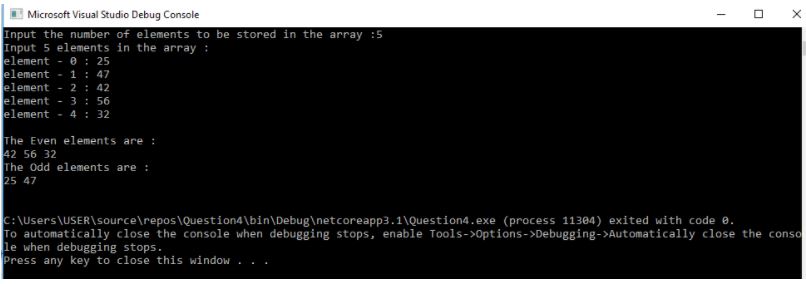 Microsoft Visual Studio Debug Console
Input the number of elements to be stored in the array :5
Input 5 elements in the array :
element - 0 : 25
element - 1 : 47
element - 2 : 42
element - 3 : 56
element - 4 : 32
The Even elements are :
42 56 32
The Odd elements are :
25 47
C:\Users\USER\source\repos\Question4\bin\Debug\netcoreapp3.1\Question4.exe (process 11304) exited with code 0.
To automatically close the console when debugging stops, enable Tools->Options->Debugging->Automatically close the conso
le when debugging stops.
Press any key to close this window . . .